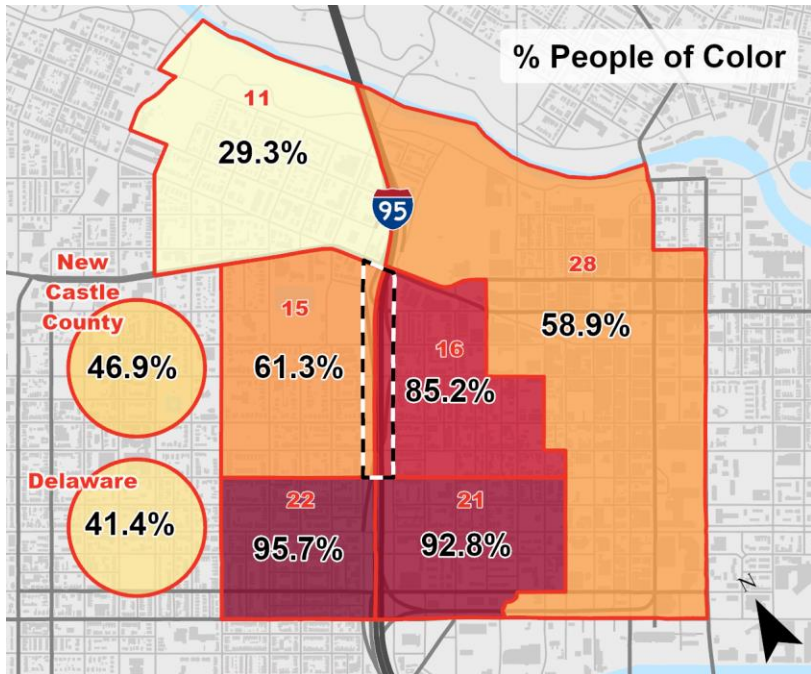 % People of Color
11
29.3%
95
New
Castle
County
46.9%
15
61.3%
16
85.2%
28
58.9%
Delaware
41.4%
22
95.7%
21
92.8%
N